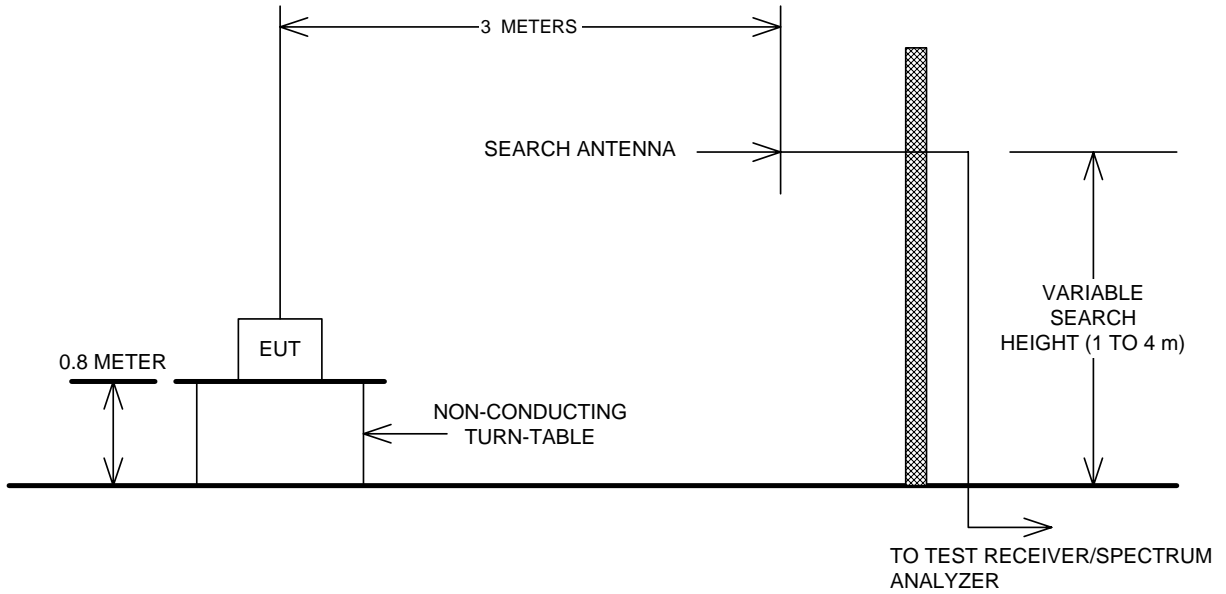 3 METERS
SEARCH ANTENNA
VARIABLE
SEARCH
HEIGHT (1 TO 4 m)
EUT
0.8 METER
NON-CONDUCTING
TURN-TABLE
TO TEST RECEIVER/SPECTRUM
ANALYZER